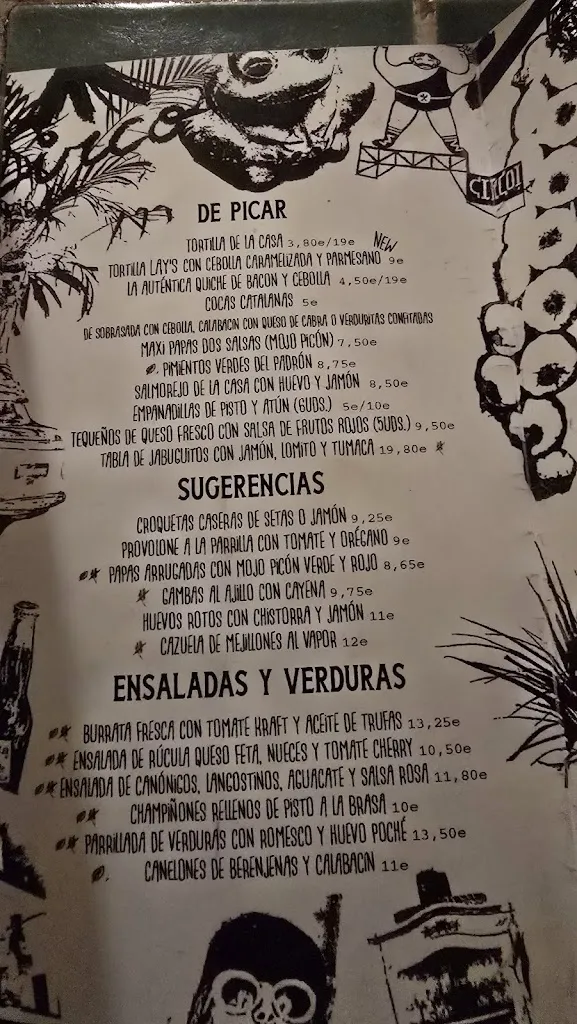 Circo
CIRCO!
DE PICAR
TORTILLA DE LA CASA 3,80e/19e NEW
TORTILLA LAY'S CON CEBOLLA CARAMELIZADA Y PARMESANO 9e
LA AUTÉNTICA QUICHE DE BACON Y CEBOLLA 4,50e/19e
COCAS CATALANAS 5e
DE SOBRASADA CON CEBOLLA, CALABACIN CON QUESO DE CABRA O VERDURITAS CONFITADAS
MAXI PAPAS DOS SALSAS (MOJO PICÓN) 7,50e
PIMIENTOS VERDES DEL PADRÓN 8,75e
SALMOREJO DE LA CASA CON HUEVO Y JAMÓN 8,50e
EMPANADILLAS DE PISTO Y ATÚN (6UDS.) 5e/10e
TEQUEÑOS DE QUESO FRESCO CON SALSA DE FRUTOS ROJOS (5UDS.) 9,50e
TABLA DE JABUGUITOS CON JAMÓN, LOMITO Y TUMACA 19,80e
SUGERENCIAS
CROQUETAS CASERAS DE SETAS O JAMÓN 9,25e
PROVOLONE A LA PARRILLA CON TOMATE Y ORÉGANO 9e
PAPAS ARRUGADAS CON MOJO PICÓN VERDE Y ROJO 8,65e
GAMBAS AL AJILLO CON CAYENA 9,75e
HUEVOS ROTOS CON CHISTORRA Y JAMÓN 11e
CAZUELA DE MEJILLONES AL VAPOR 12e
ENSALADAS Y VERDURAS
BURRATA FRESCA CON TOMATE KRAFT Y ACEITE DE TRUFAS 13,25e
ENSALADA DE RÚCULA QUESO FETA, NUECES Y TOMATE CHERRY 10,50e
ENSALADA DE CANÓNIGOS, LANGOSTINOS, AGUACATE Y SALSA ROSA 11,80e
CHAMPIÑONES RELLENOS DE PISTO A LA BRASA 10e
PARRILLADA DE VERDURAS CON ROMESCO Y HUEVO POCHÉ 13,50e
CANELONES DE BERENJENAS Y CALABACIN 11e